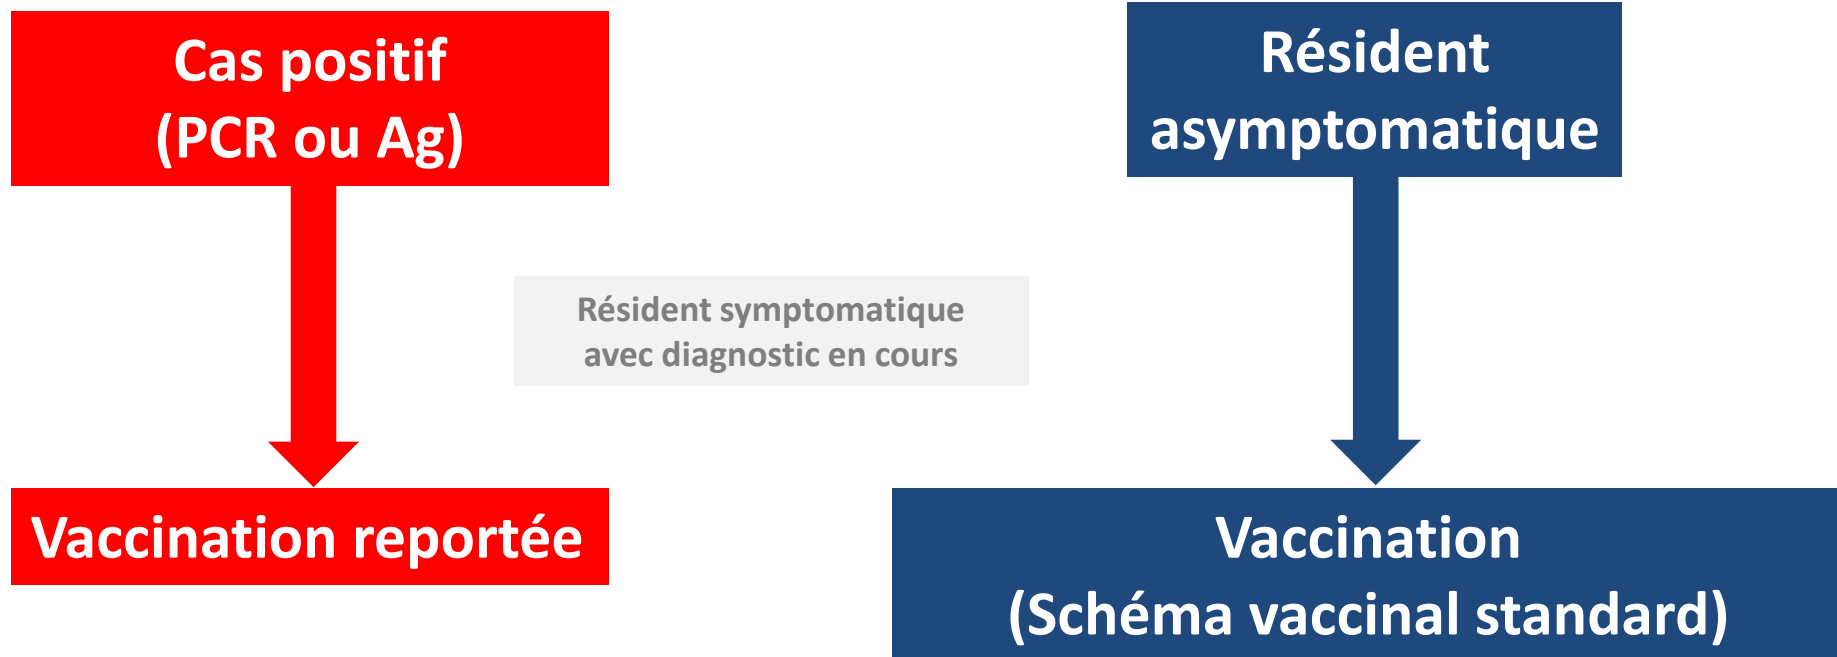 Cas positif
(PCR ou Ag)
Résident
asymptomatique
Résident symptomatique
avec diagnostic en cours
Vaccination reportée
Vaccination
(Schéma vaccinal standard)